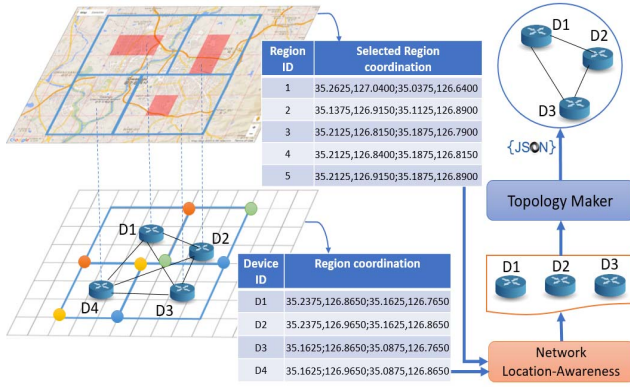 Region ID Selected Region coordination
1 35.2625,127.0400;35.0375,126.6400
2 35.1375,126.9150;35.1125,126.8900
3 35.2125,126.8150;35.1875,126.7900
4 35.2125,126.8400;35.1875,126.8150
5 35.2125,126.9150;35.1875,126.8900
D1
D2
D3
{JSON}
Topology Maker
D1 D2 D3
Network
Location-Awareness
D1
D2
D4
D3
Device ID Region coordination
D1 35.2375,126.8650;35.1625,126.7650
D2 35.2375,126.9650;35.1625,126.8650
D3 35.1625,126.8650;35.0875,126.7650
D4 35.1625,126.9650;35.0875,126.8650